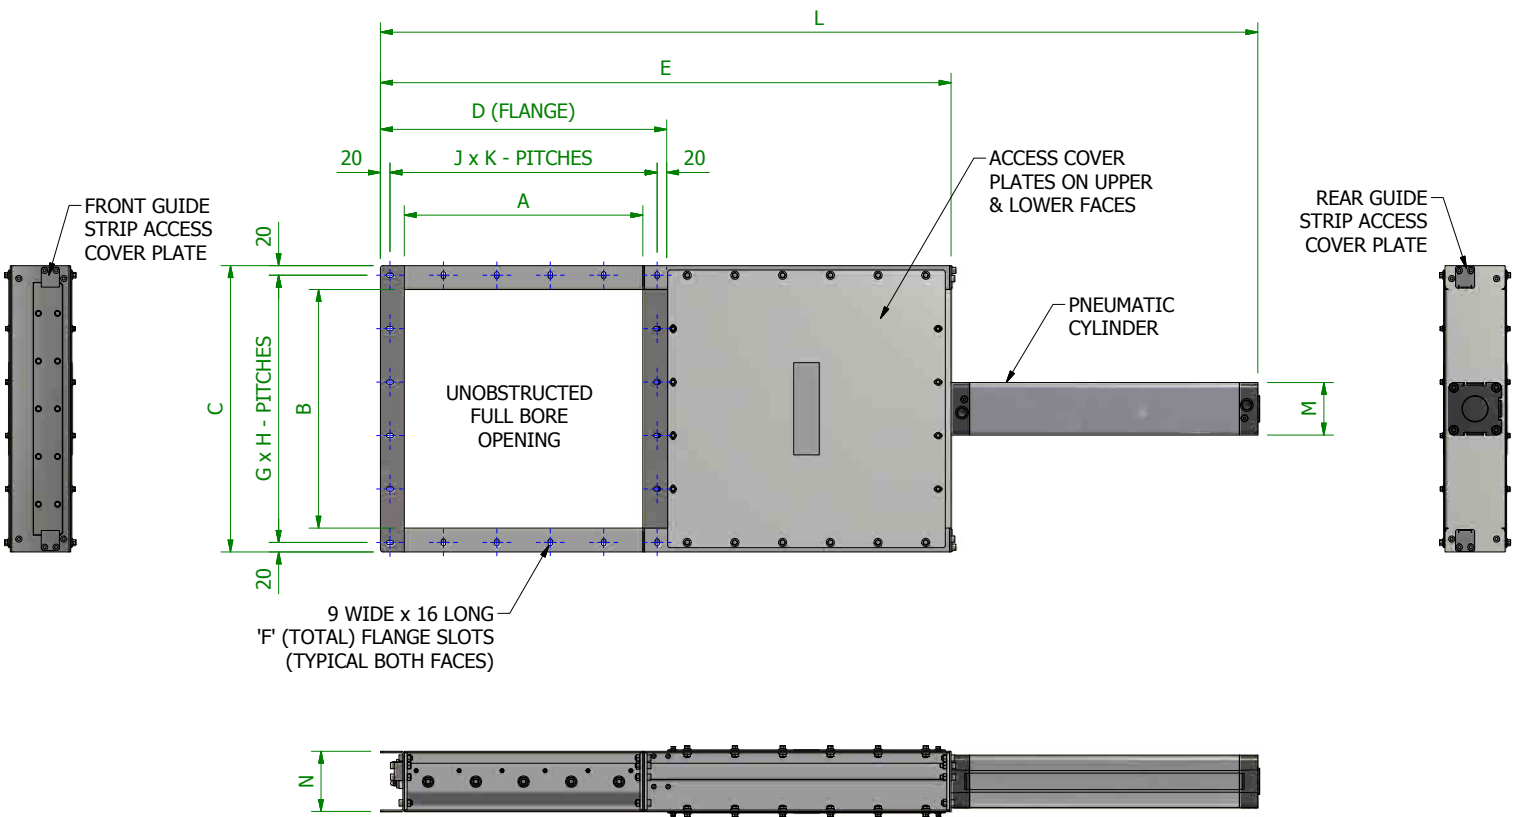 L
E
D (FLANGE)
20
J x K - PITCHES
20
A
ACCESS COVER
PLATES ON UPPER
& LOWER FACES
FRONT GUIDE
STRIP ACCESS
COVER PLATE
REAR GUIDE
STRIP ACCESS
COVER PLATE
20
PNEUMATIC
CYLINDER
C
G x H - PITCHES
B
UNOBSTRUCTED
FULL BORE
OPENING
M
20
9 WIDE x 16 LONG
'F' (TOTAL) FLANGE SLOTS
(TYPICAL BOTH FACES)
N